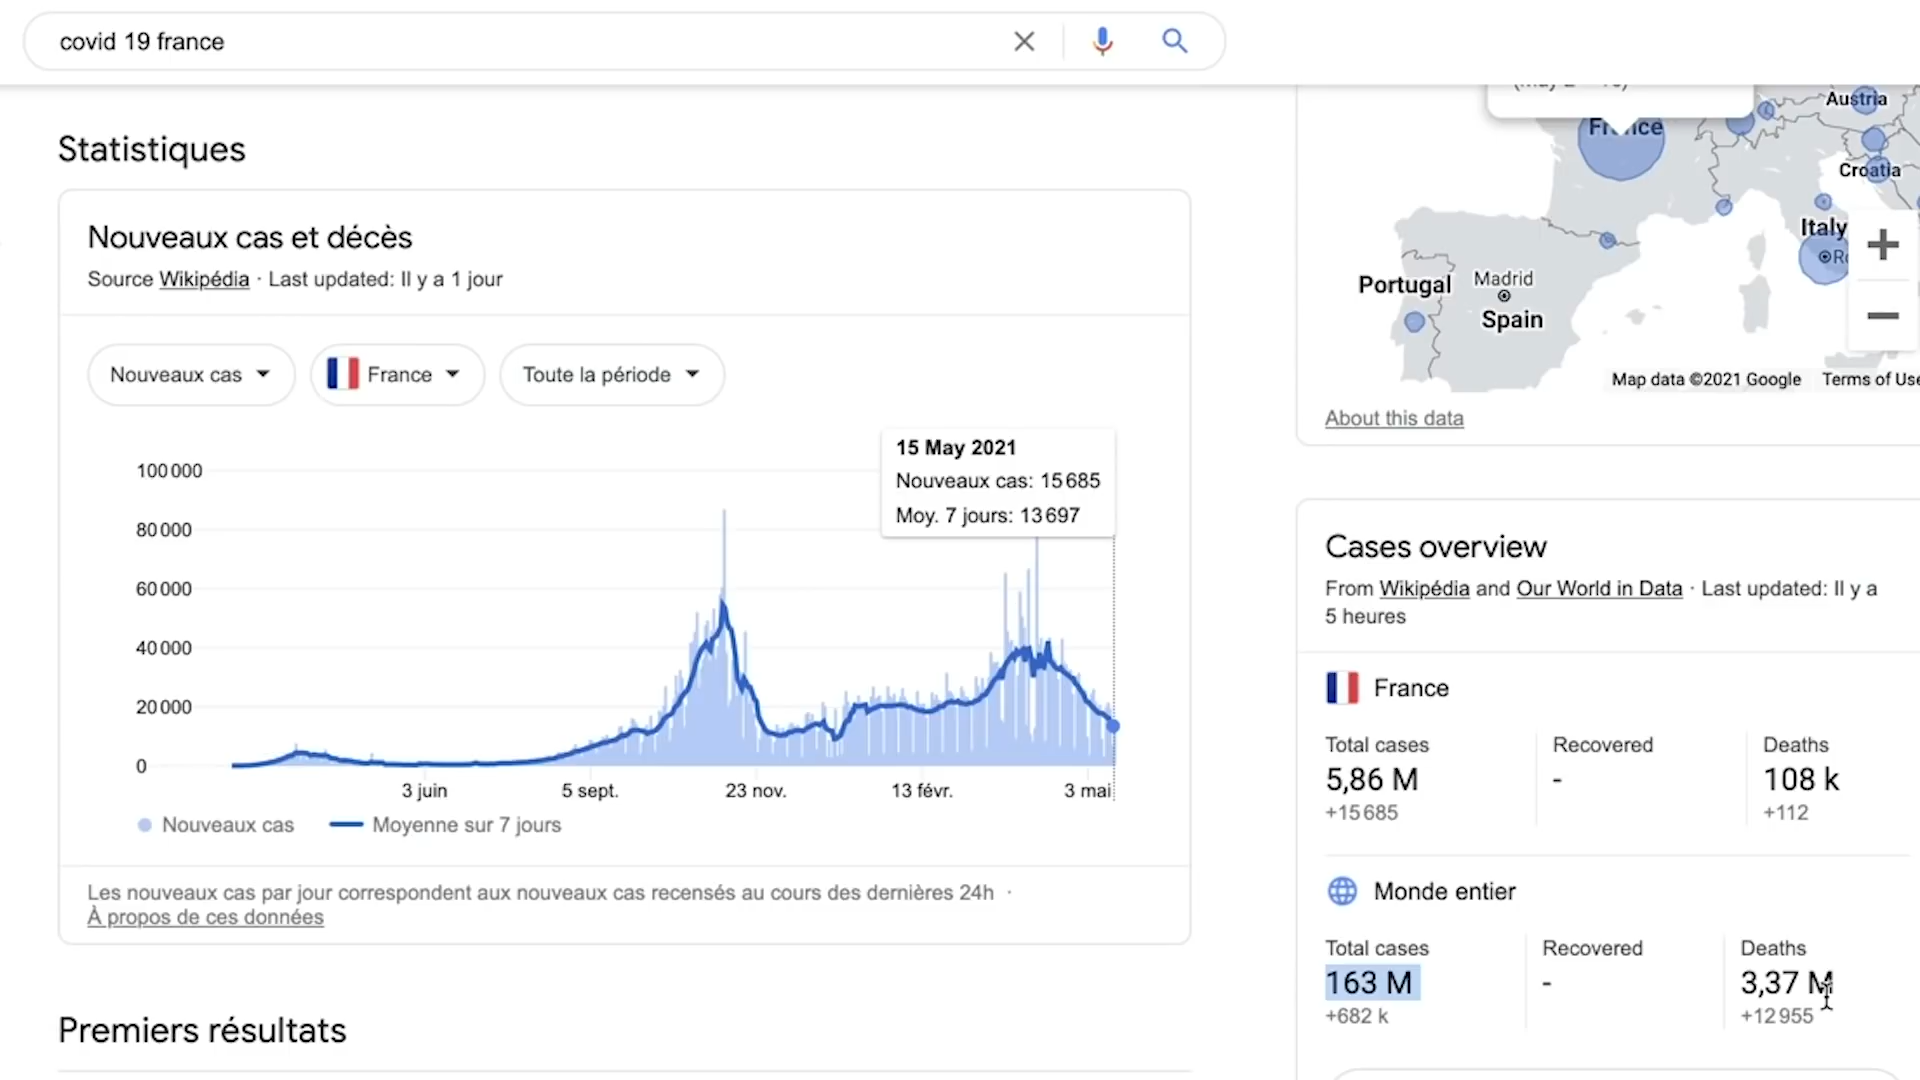 covid 19 france
Statistiques
Nouveaux cas et décès
Source Wikipédia · Last updated: Il y a 1 jour
Nouveaux cas
France
Toute la période
15 May 2021
Nouveaux cas: 15 685
Moy. 7 jours: 13 697
100 000
80 000
60 000
40 000
20 000
0
3 juin
5 sept.
23 nov.
13 févr.
3 mai
Nouveaux cas
Moyenne sur 7 jours
Les nouveaux cas par jour correspondent aux nouveaux cas recensés au cours des dernières 24h ·
À propos de ces données
Premiers résultats
France
Austria
Croatia
Italy
Portugal
Madrid
Spain
Map data ©2021 Google
Terms of Use
About this data
Cases overview
From Wikipédia and Our World in Data · Last updated: Il y a
5 heures
France
Total cases
5,86 M
+15 685
Recovered
-
Deaths
108 k
+112
Monde entier
Total cases
163 M
+682 k
Recovered
-
Deaths
3,37 M
+12 955